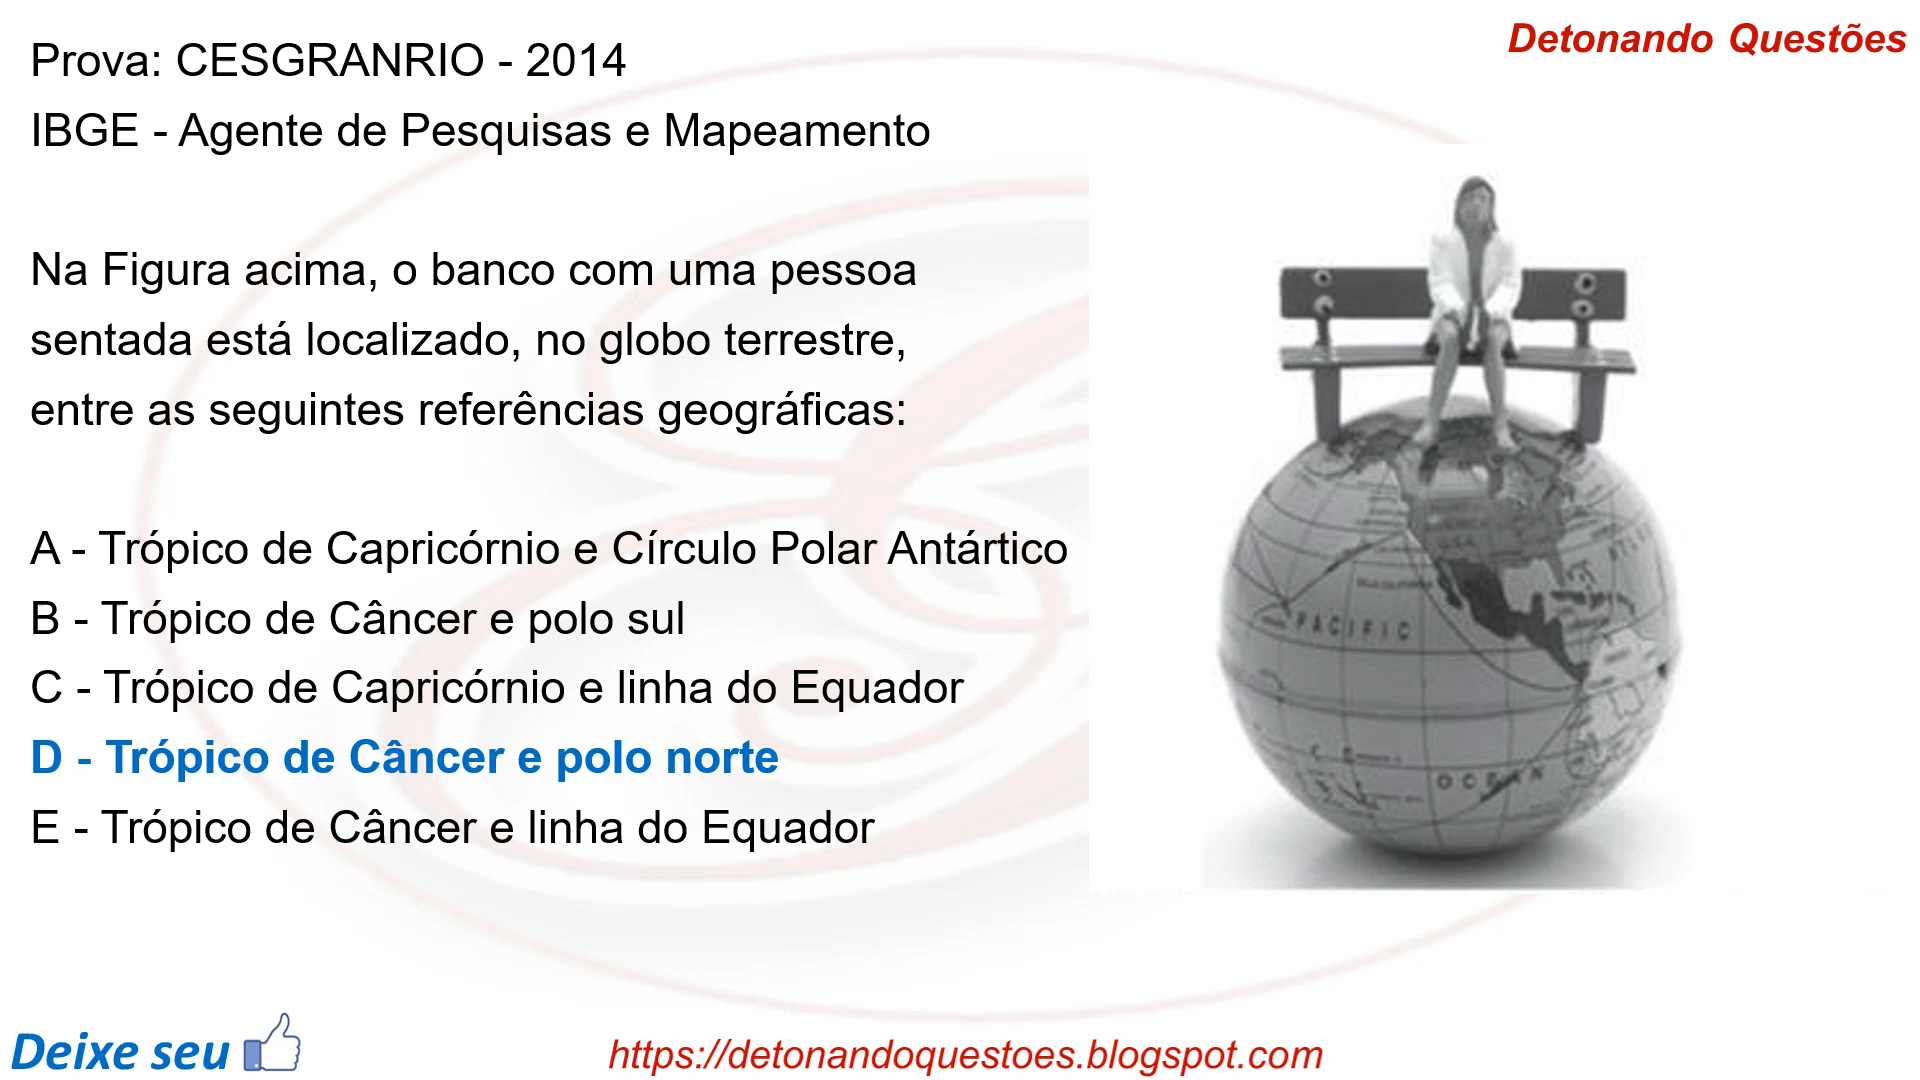 Prova: CESGRANRIO - 2014
Detonando Questões
IBGE - Agente de Pesquisas e Mapeamento
Na Figura acima, o banco com uma pessoa
sentada está localizado, no globo terrestre,
entre as seguintes referências geográficas:
A - Trópico de Capricórnio e Círculo Polar Antártico
B - Trópico de Câncer e polo sul
C - Trópico de Capricórnio e linha do Equador
D - Trópico de Câncer e polo norte
E - Trópico de Câncer e linha do Equador
PACIFIC
OCEAN
Deixe seu
https://detonandoquestoes.blogspot.com